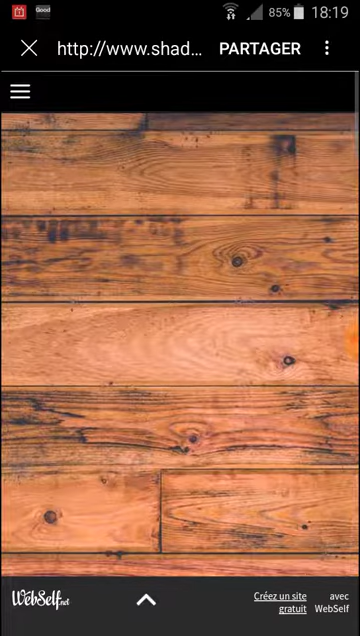 Good
85% 18:19
http://www.shad... PARTAGER
WebSelf.net
Créez un site avec
gratuit WebSelf